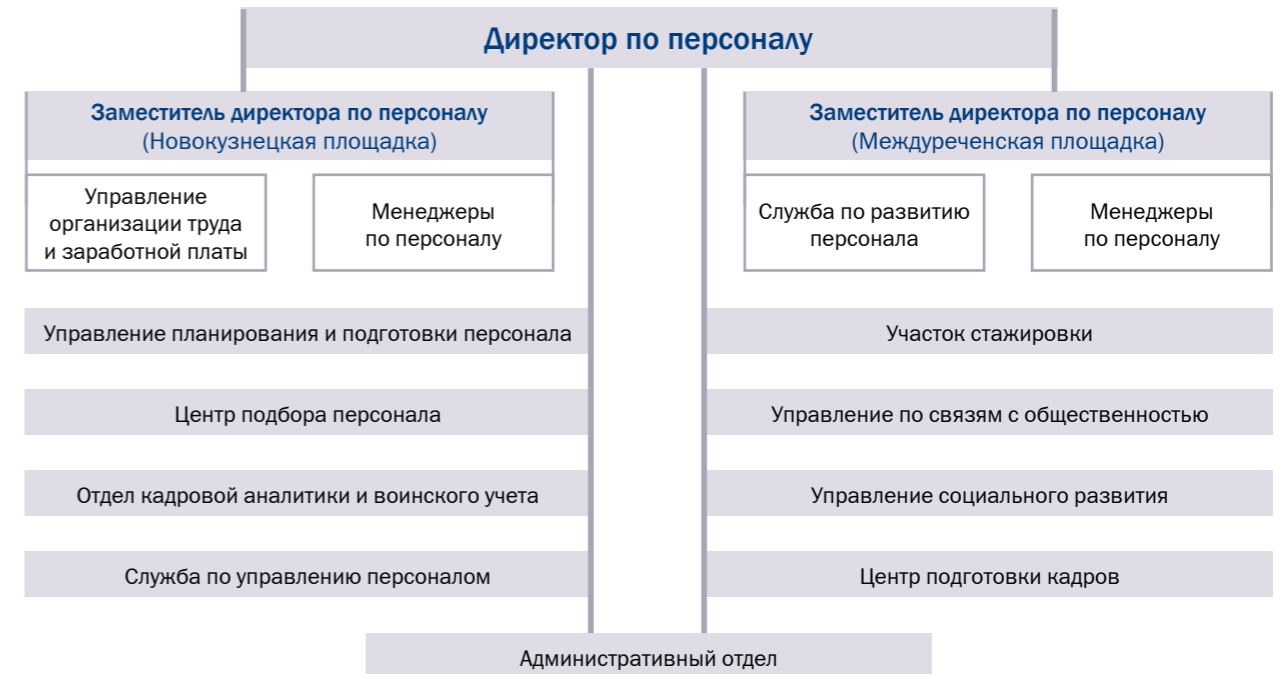 Директор по персоналу
Заместитель директора по персоналу
(Новокузнецкая площадка)
Заместитель директора по персоналу
(Междуреченская площадка)
Управление
организации труда
и заработной платы
Менеджеры
по персоналу
Служба по развитию
персонала
Менеджеры
по персоналу
Управление планирования и подготовки персонала
Участок стажировки
Центр подбора персонала
Управление по связям с общественностью
Отдел кадровой аналитики и воинского учета
Управление социального развития
Служба по управлению персоналом
Центр подготовки кадров
Административный отдел